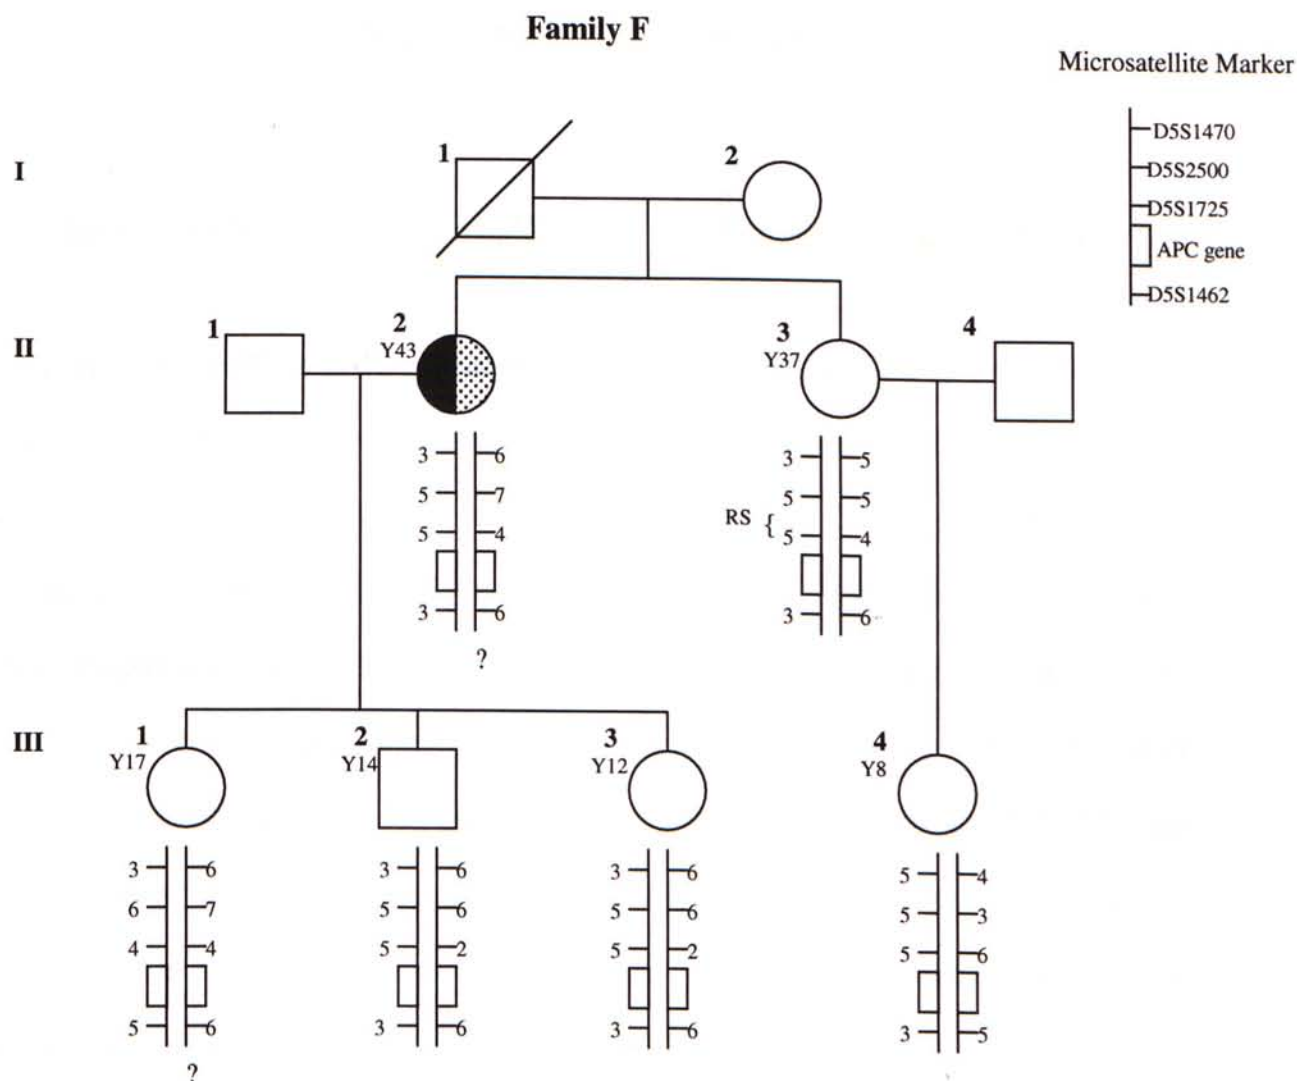 Family F
Microsatellite Marker
D5S1470
D5S2500
D5S1725
APC gene
D5S1462
I
1
2
II
1
2
Y43
3
Y37
4
3 6
5 7
5 4
3 6
?
3 5
5 5
RS { 5 4
3 6
III
1
Y17
2
Y14
3
Y12
4
Y8
3 6
6 7
4 4
5 6
?
3 6
5 6
5 2
3 6
3 6
5 6
5 2
3 6
5 4
5 3
5 6
3 5